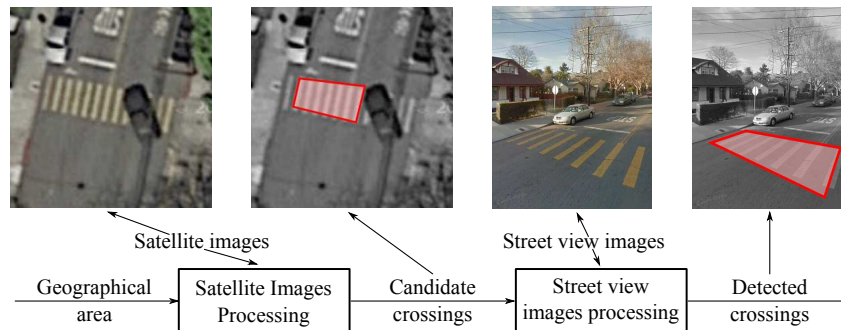 Satellite images
Street view images
Geographical
area
Satellite Images
Processing
Candidate
crossings
Street view
images processing
Detected
crossings